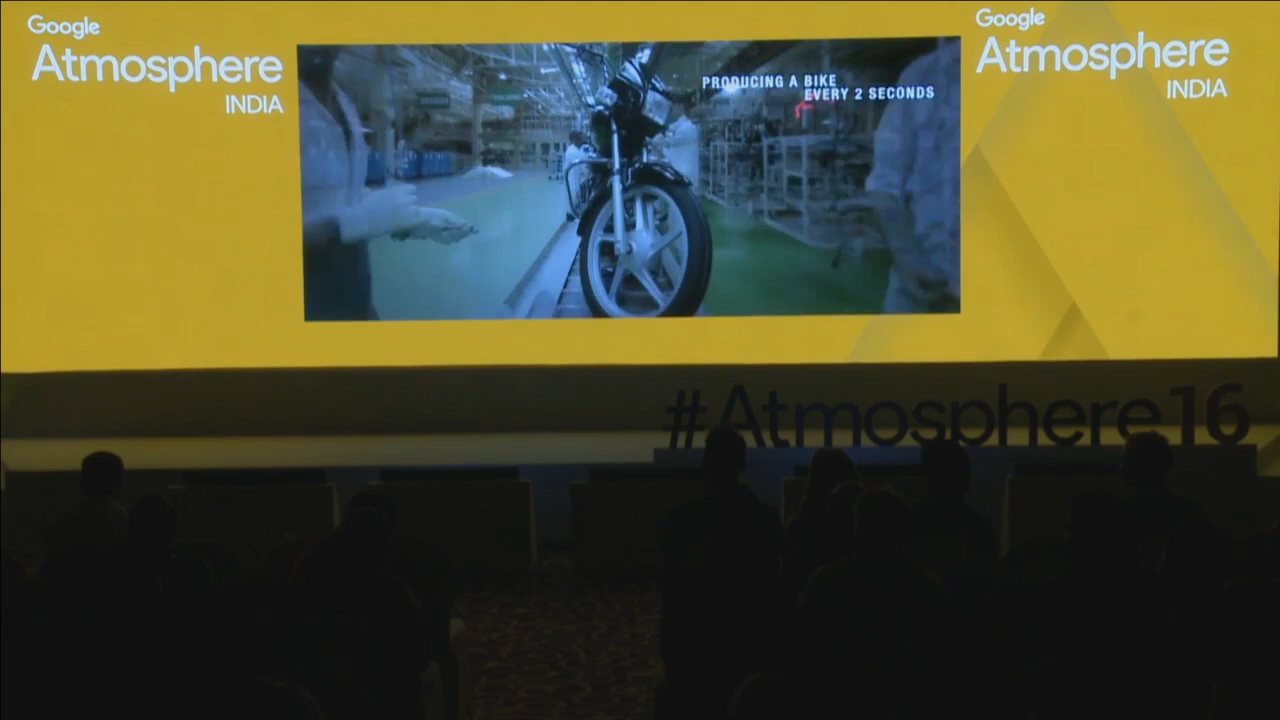 Google
Atmosphere
INDIA
PRODUCING A BIKE
EVERY 2 SECONDS
Google
Atmosphere
INDIA
#Atmosphere16